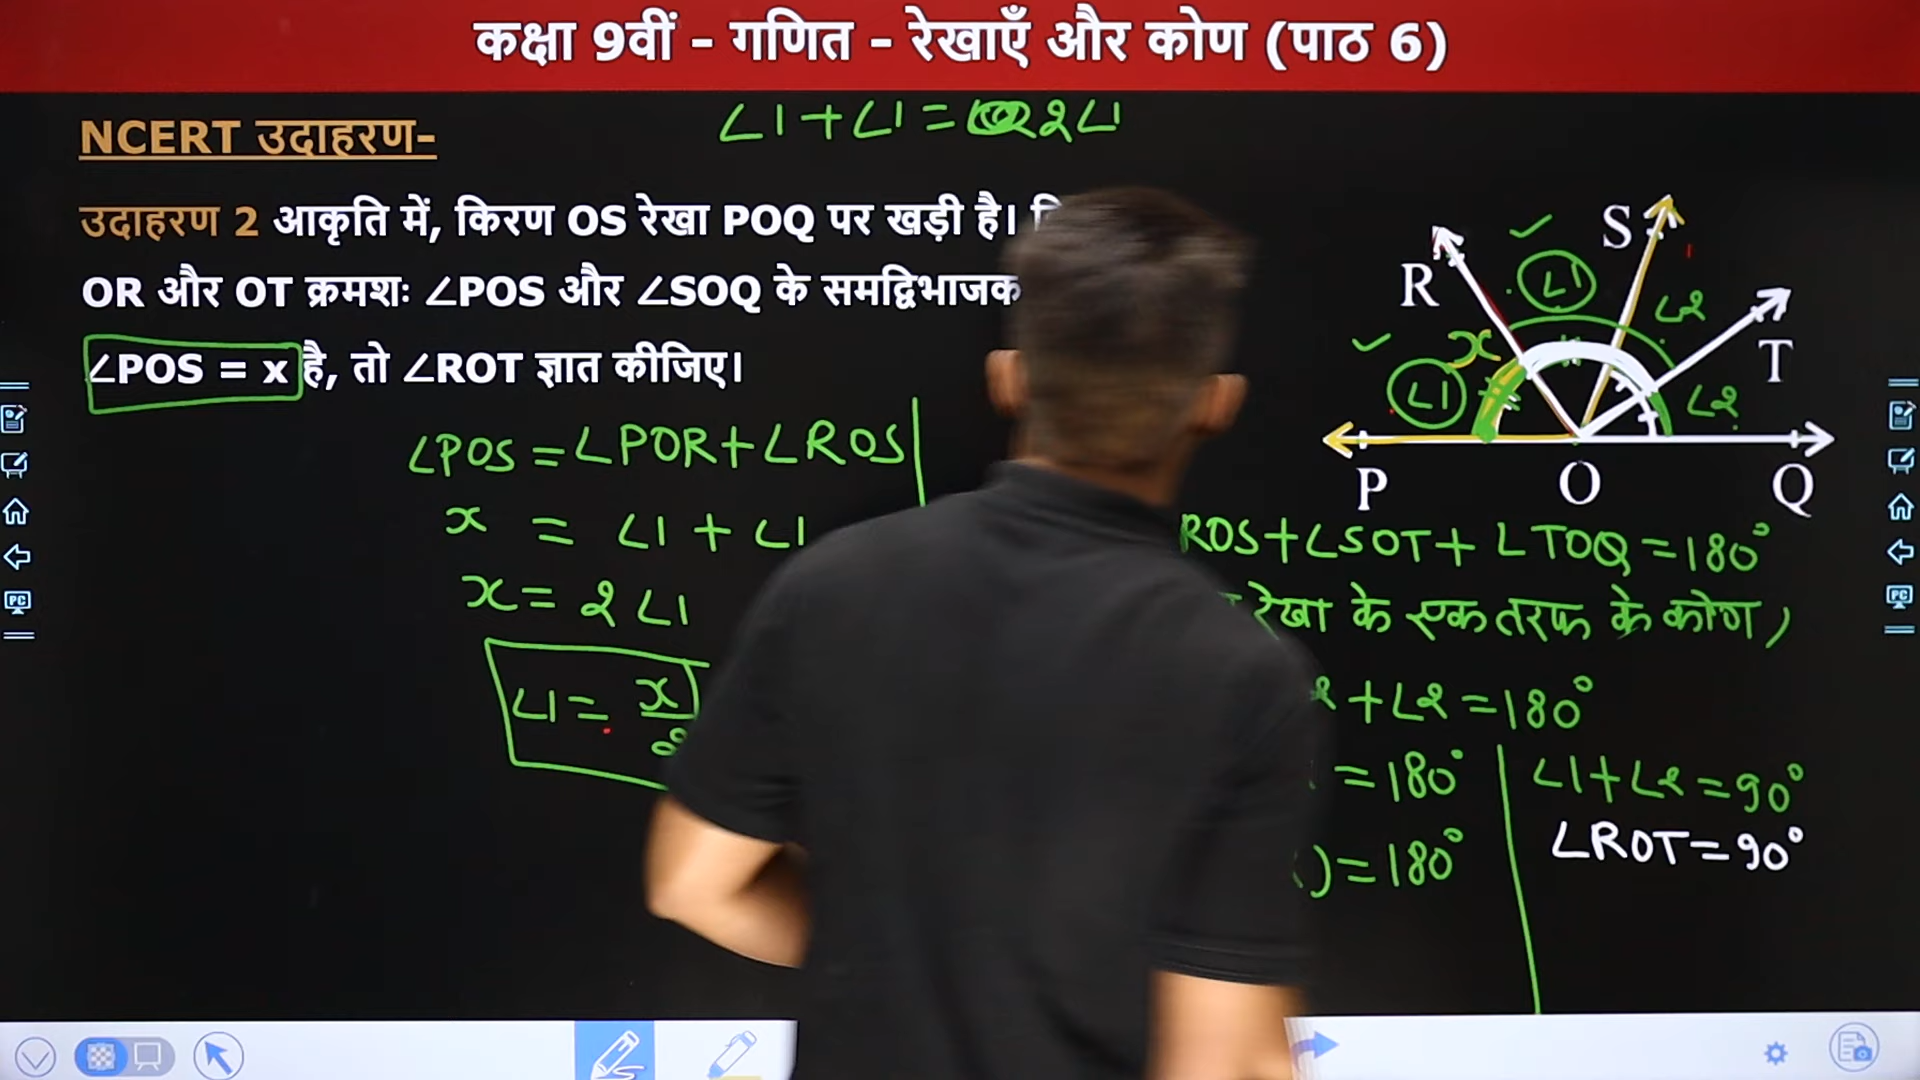 कक्षा 9वीं - गणित - रेखाएँ और कोण (पाठ 6)
NCERT उदाहरण-
∠1+∠1= 2∠1
उदाहरण 2 आकृति में, किरण OS रेखा POQ पर खड़ी है।
OR और OT क्रमशः ∠POS और ∠SOQ के समद्विभाजक
∠POS = x है, तो ∠ROT ज्ञात कीजिए।
∠POS = ∠POR+∠ROS
x = ∠1 + ∠1
x = 2∠1
∠1 = x/2
R
S
T
∠1
∠2
x
∠1
∠2
P
O
Q
ROS+∠SOT+ ∠TOQ =180°
रेखा के एक तरफ के कोण)
+∠2 =180°
=180°
)=180°
∠1+∠2 =90°
∠ROT=90°
PC
PC